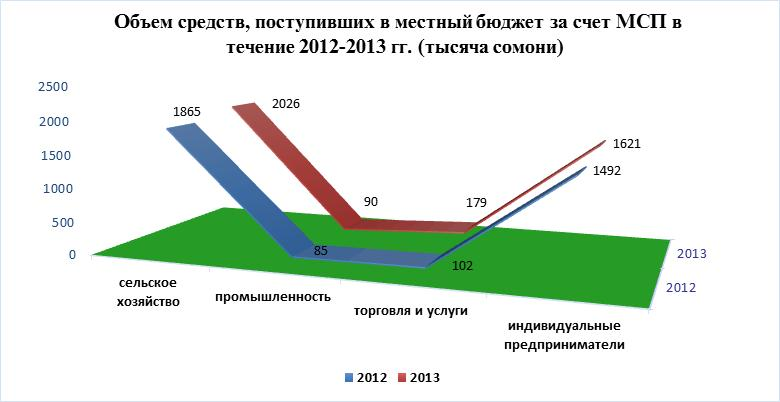 Объем средств, поступивших в местный бюджет за счет МСП в
течение 2012-2013 гг. (тысяча сомони)
2500
2000
1500
1000
500
0
1865
2026
85
90
102
179
1492
1621
сельское
хозяйство
промышленность
торговля и услуги
индивидуальные
предприниматели
2013
2012
2012 2013